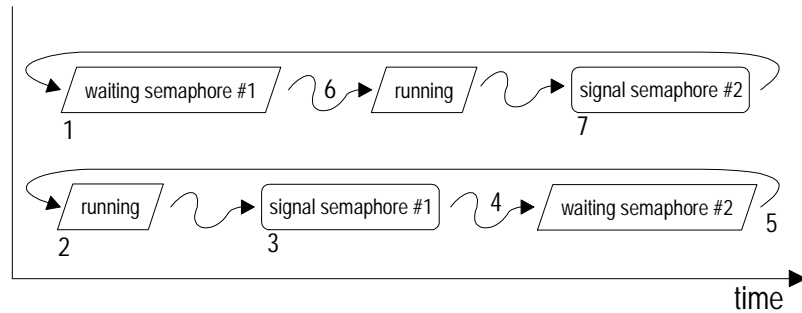 waiting semaphore #1
6
running
signal semaphore #2
1
7
running
signal semaphore #1
4
waiting semaphore #2
5
2
3
time